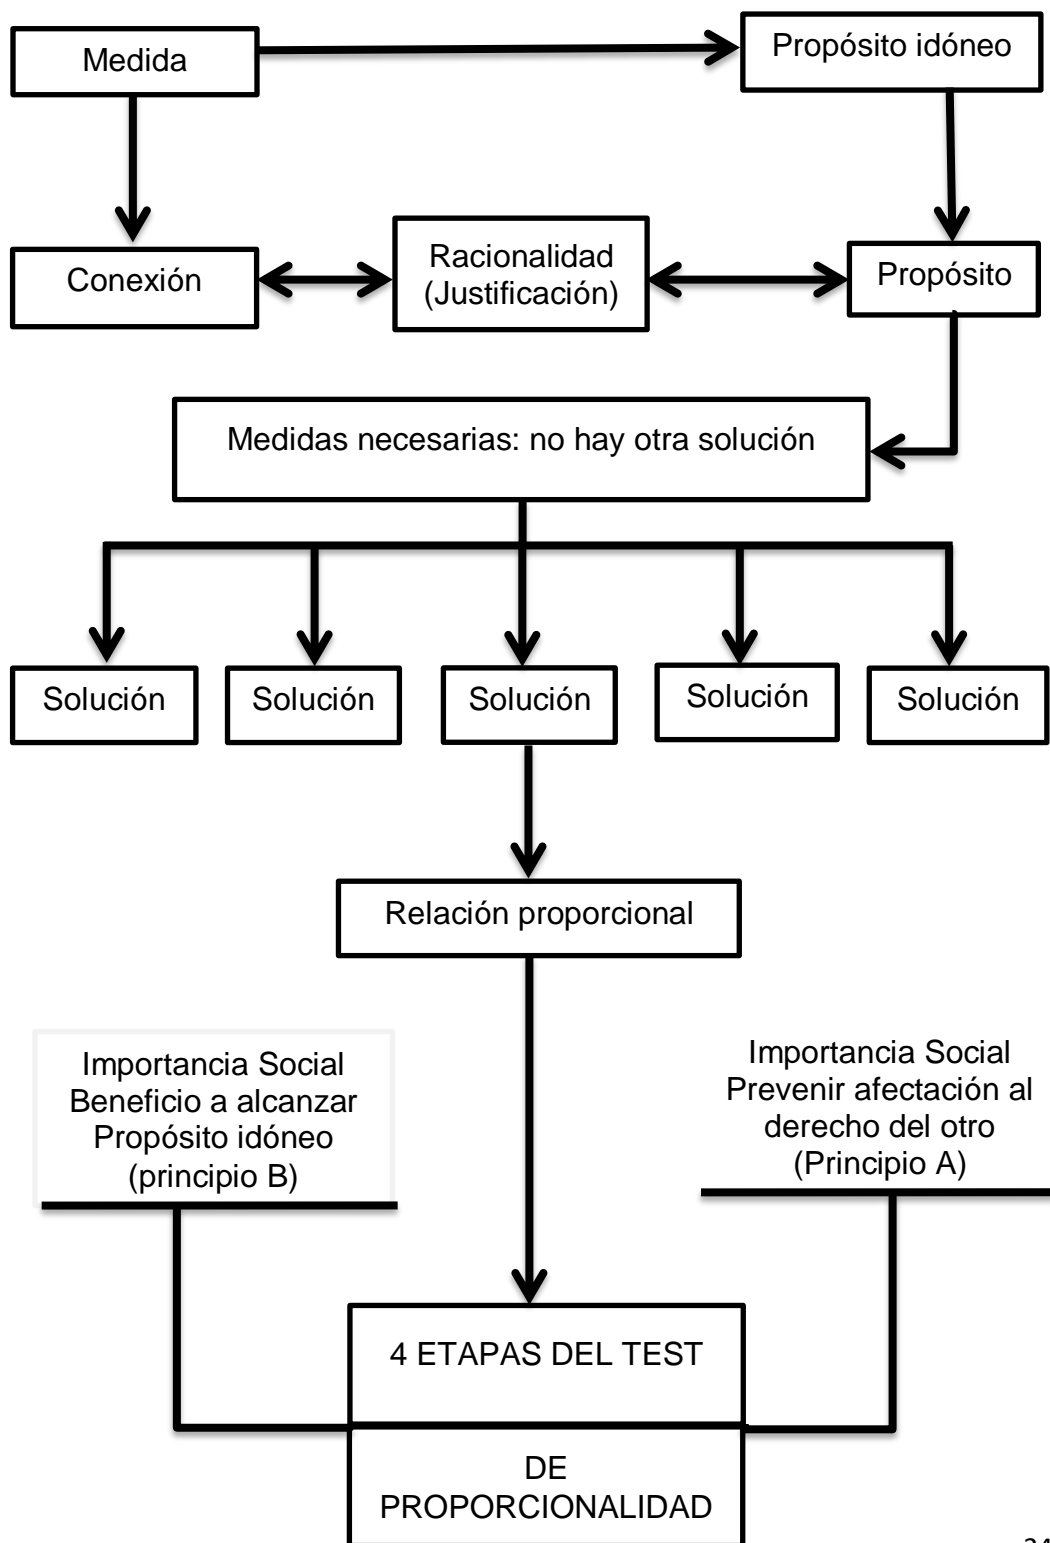 Medida
Propósito idóneo
Conexión
Racionalidad
(Justificación)
Propósito
Medidas necesarias: no hay otra solución
Solución
Solución
Solución
Solución
Solución
Relación proporcional
Importancia Social
Beneficio a alcanzar
Propósito idóneo
(principio B)
Importancia Social
Prevenir afectación al
derecho del otro
(Principio A)
4 ETAPAS DEL TEST
DE
PROPORCIONALIDAD